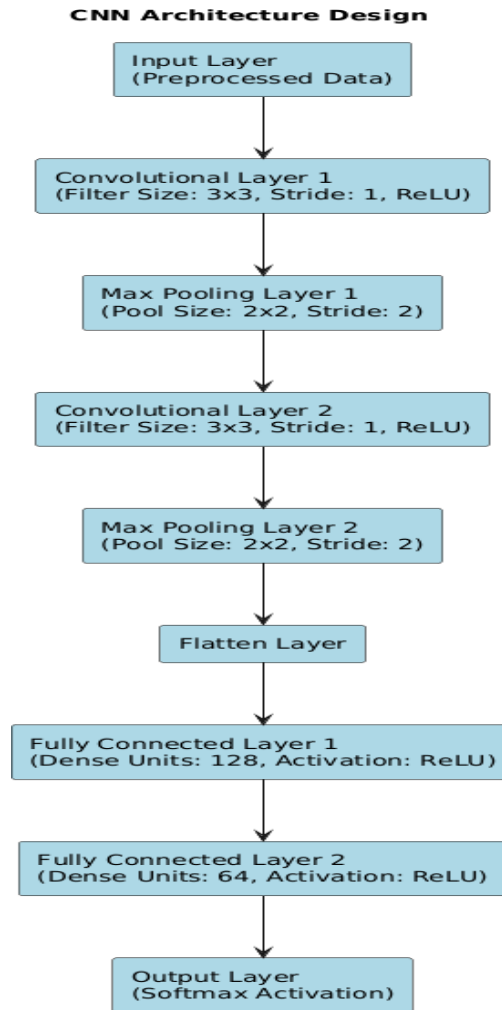 CNN Architecture Design
Input Layer
(Preprocessed Data)
Convolutional Layer 1
(Filter Size: 3x3, Stride: 1, ReLU)
Max Pooling Layer 1
(Pool Size: 2x2, Stride: 2)
Convolutional Layer 2
(Filter Size: 3x3, Stride: 1, ReLU)
Max Pooling Layer 2
(Pool Size: 2x2, Stride: 2)
Flatten Layer
Fully Connected Layer 1
(Dense Units: 128, Activation: ReLU)
Fully Connected Layer 2
(Dense Units: 64, Activation: ReLU)
Output Layer
(Softmax Activation)